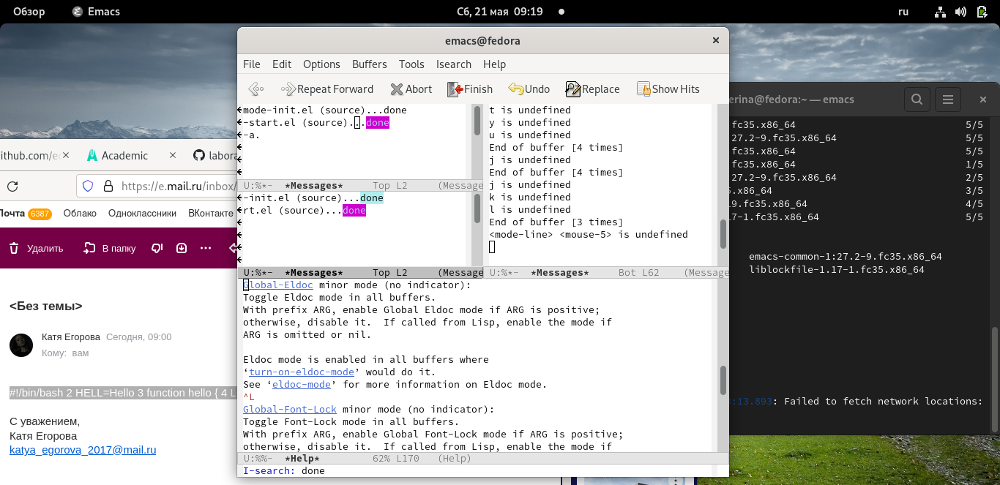 Обзор Emacs Сб, 21 мая 09:19 ru
emacs@fedora
File Edit Options Buffers Tools Isearch Help
Repeat Forward Abort Finish Undo Replace Show Hits
mode-init.el (source)...done
-start.el (source)...done
-a.
U:%*- *Messages* Top L2 (Message
-init.el (source)...done
rt.el (source)...done
U:%*- *Messages* Top L2 (Message
t is undefined
y is undefined
u is undefined
End of buffer [4 times]
j is undefined
End of buffer [4 times]
j is undefined
k is undefined
l is undefined
End of buffer [3 times]
<mode-line> <mouse-5> is undefined
U:%*- *Messages* Bot L62 (Message
Global-Eldoc minor mode (no indicator):
Toggle Eldoc mode in all buffers.
With prefix ARG, enable Global Eldoc mode if ARG is positive;
otherwise, disable it.  If called from Lisp, enable the mode if
ARG is omitted or nil.
Eldoc mode is enabled in all buffers where
‘turn-on-eldoc-mode’ would do it.
See ‘eldoc-mode’ for more information on Eldoc mode.
^L
Global-Font-Lock minor mode (no indicator):
Toggle Font-Lock mode in all buffers.
With prefix ARG, enable Global Font-Lock mode if ARG is positive;
otherwise, disable it.  If called from Lisp, enable the mode if
U:%%- *Help* 62% L170 (Help)
I-search: done
ithub.com/e Academic labora
https://e.mail.ru/inbox/
Почта 6387 Облако Одноклассники ВКонтакте
Удалить В папку
<Без темы>
Катя Егорова Сегодня, 09:00
Кому: вам
#!/bin/bash 2 HELL=Hello 3 function hello { 4 L
С уважением,
Катя Егорова
katya_egorova_2017@mail.ru
erina@fedora:~ — emacs
fc35.x86_64 5/5
27.2-9.fc35.x86_64 5/5
fc35.x86_64 5/5
fc35.x86_64 1/5
27.2-9.fc35.x86_64 2/5
.x86_64 3/5
9.fc35.x86_64 4/5
7-1.fc35.x86_64 5/5
emacs-common-1:27.2-9.fc35.x86_64
liblockfile-1.17-1.fc35.x86_64
:13.893: Failed to fetch network locations: